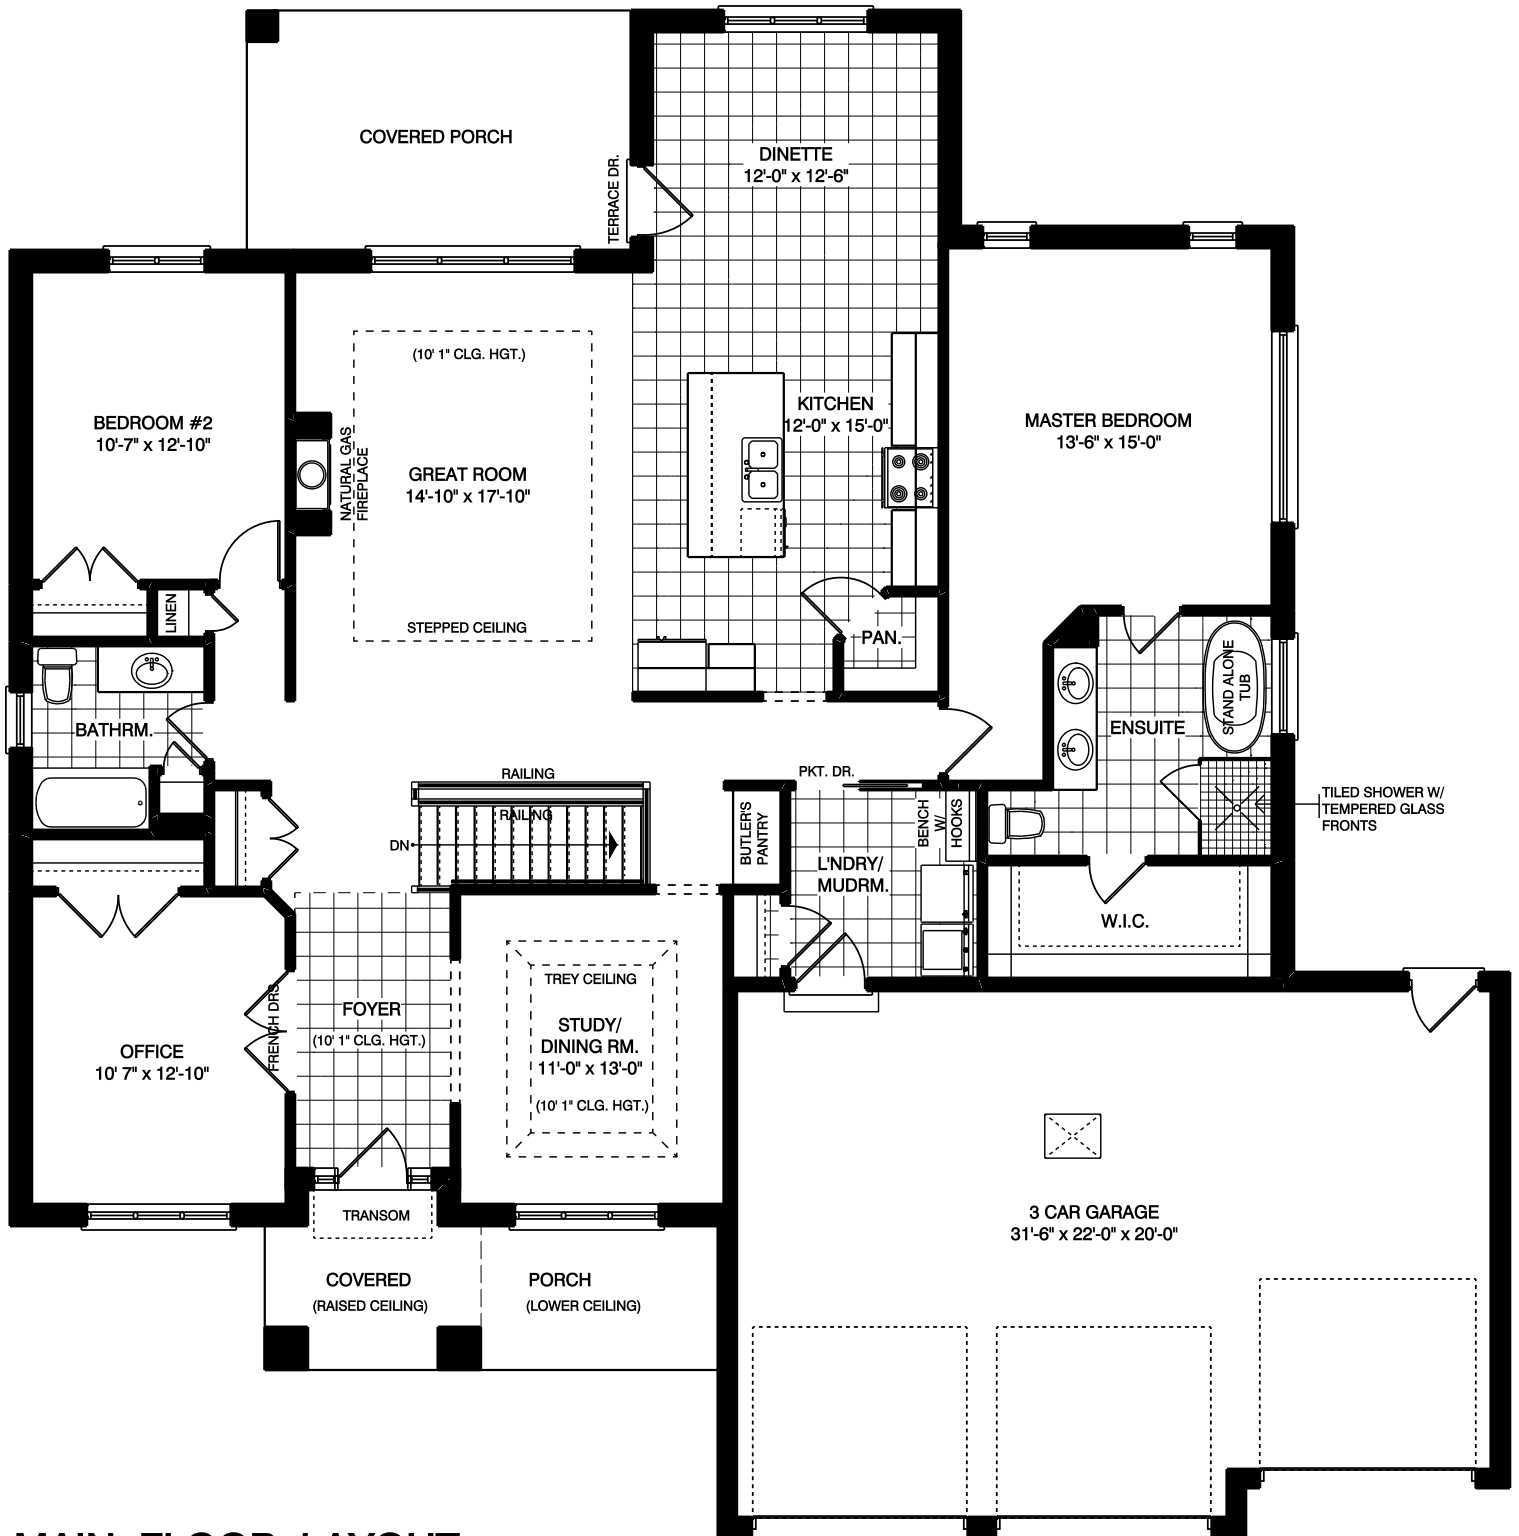 COVERED PORCH
TERRACE DR.
DINETTE
12'-0" x 12'-6"
(10' 1" CLG. HGT.)
BEDROOM #2
10'-7" x 12'-10"
NATURAL GAS
FIREPLACE
GREAT ROOM
14'-10" x 17'-10"
KITCHEN
12'-0" x 15'-0"
MASTER BEDROOM
13'-6" x 15'-0"
LINEN
STEPPED CEILING
PAN.
BATHRM.
ENSUITE
STAND ALONE
TUB
RAILING
RAILING
PKT. DR.
DN
BUTLER'S
PANTRY
L'NDRY/
MUDRM.
BENCH
W/
HOOKS
TILED SHOWER W/
TEMPERED GLASS
FRONTS
W.I.C.
TREY CEILING
FOYER
(10' 1" CLG. HGT.)
FRENCH DRS
STUDY/
DINING RM.
11'-0" x 13'-0"
(10' 1" CLG. HGT.)
OFFICE
10' 7" x 12'-10"
TRANSOM
3 CAR GARAGE
31'-6" x 22'-0" x 20'-0"
COVERED PORCH
(RAISED CEILING) (LOWER CEILING)
MAIN FLOOR LAYOUT